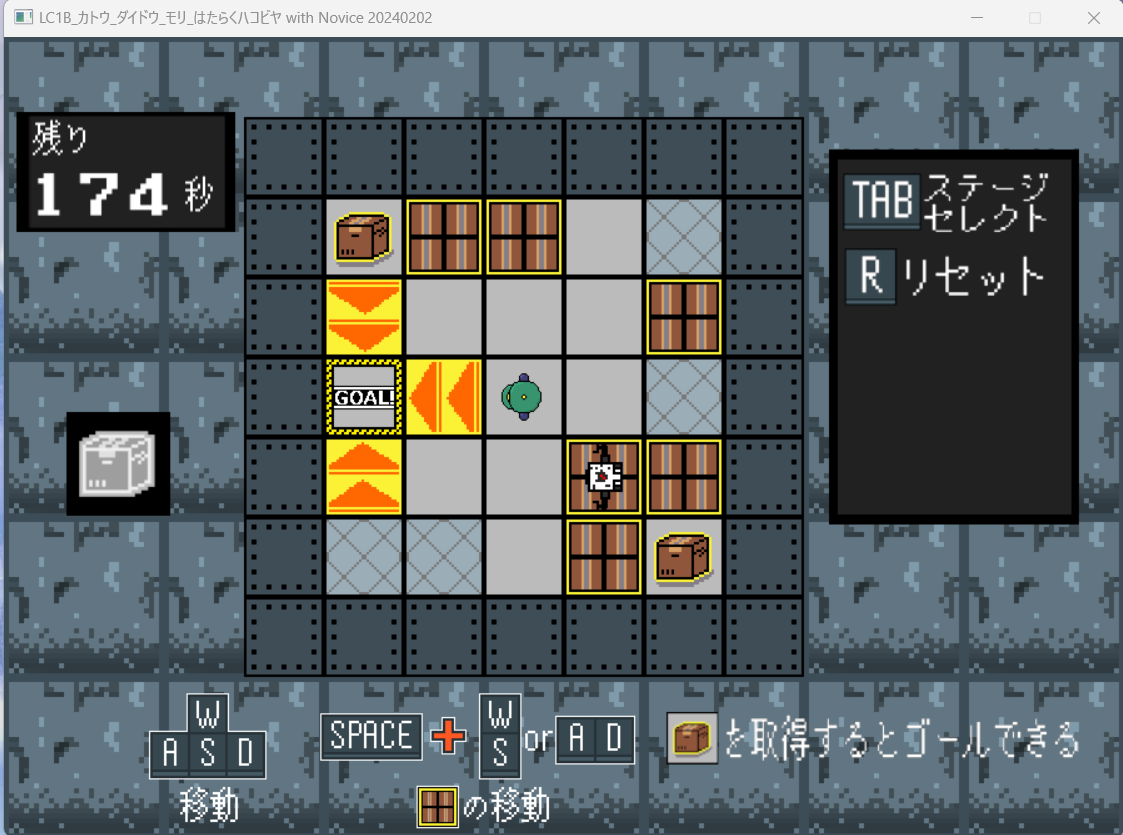 LC1B_カトウ_ダイドウ_モリ_はたらくハコビヤ with Novice 20240202
残り
174 秒
TAB ステージ
セレクト
R リセット
GOAL!
W
A S D
移動
SPACE + W S or A D
の移動
を取得するとゴールできる